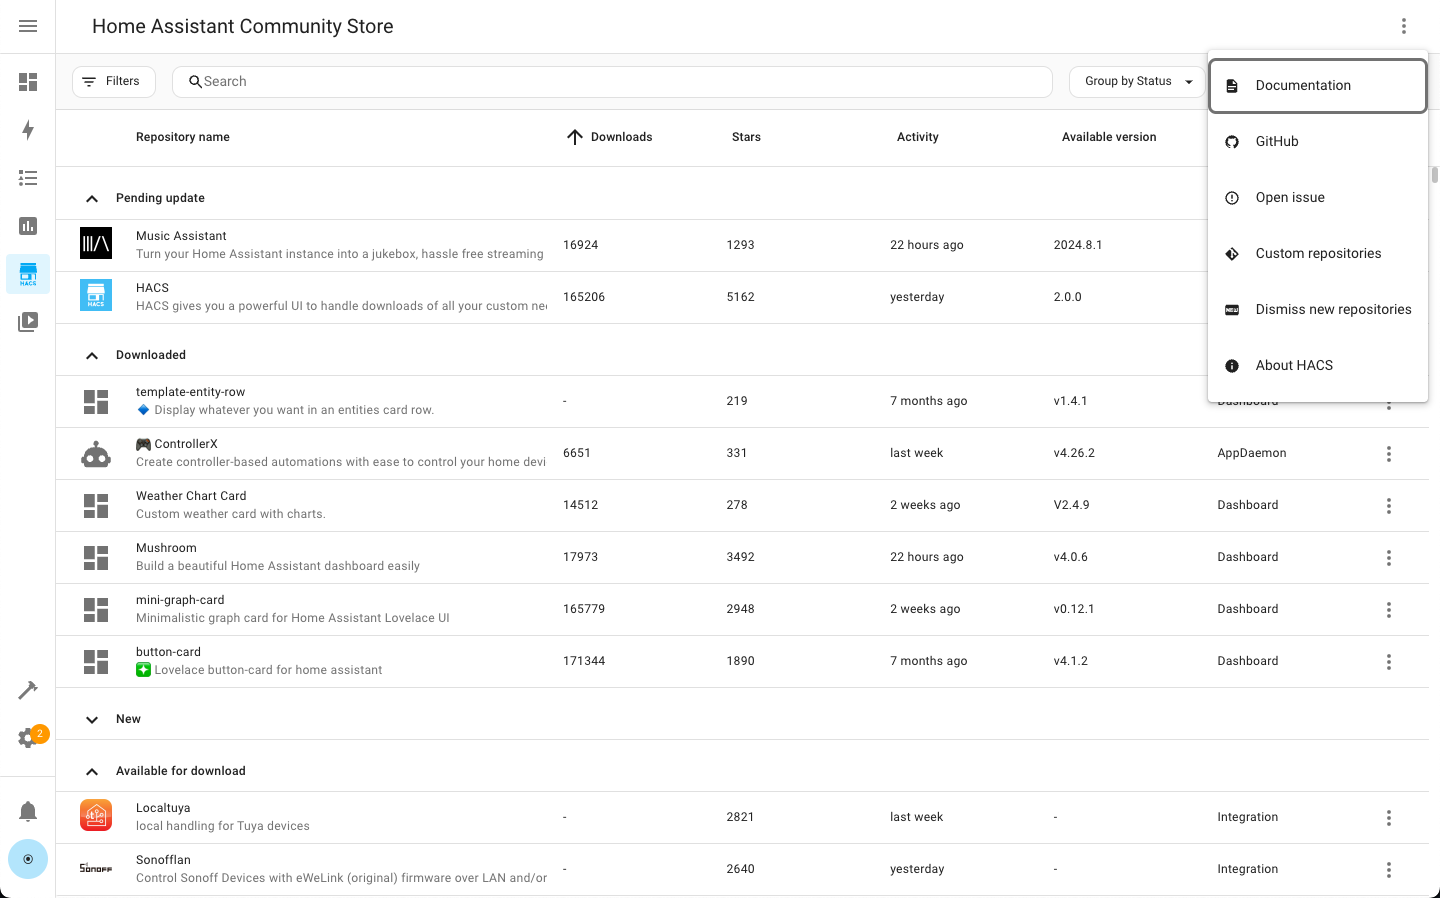 Home Assistant Community Store
Filters
Search
Group by Status
Documentation
GitHub
Open issue
Custom repositories
Dismiss new repositories
About HACS
Repository name
Downloads
Stars
Activity
Available version
Pending update
Music Assistant
Turn your Home Assistant instance into a jukebox, hassle free streaming
16924
1293
22 hours ago
2024.8.1
HACS
HACS
HACS
HACS gives you a powerful UI to handle downloads of all your custom nee
165206
5162
yesterday
2.0.0
Downloaded
template-entity-row
🔹 Display whatever you want in an entities card row.
-
219
7 months ago
v1.4.1
Dashboard
🎮 ControllerX
Create controller-based automations with ease to control your home devi
6651
331
last week
v4.26.2
AppDaemon
Weather Chart Card
Custom weather card with charts.
14512
278
2 weeks ago
V2.4.9
Dashboard
Mushroom
Build a beautiful Home Assistant dashboard easily
17973
3492
22 hours ago
v4.0.6
Dashboard
mini-graph-card
Minimalistic graph card for Home Assistant Lovelace UI
165779
2948
2 weeks ago
v0.12.1
Dashboard
button-card
❇️ Lovelace button-card for home assistant
171344
1890
7 months ago
v4.1.2
Dashboard
New
2
Available for download
Localtuya
local handling for Tuya devices
-
2821
last week
-
Integration
SONOFF
Sonofflan
Control Sonoff Devices with eWeLink (original) firmware over LAN and/or
-
2640
yesterday
-
Integration